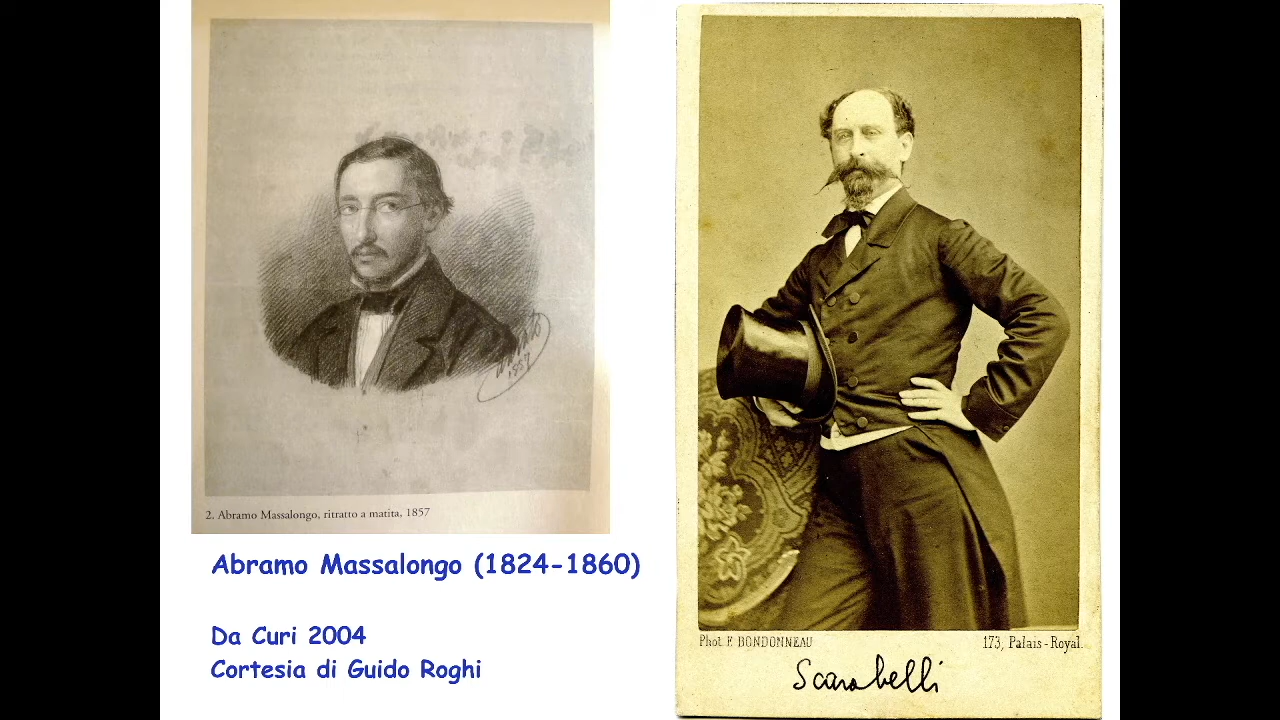 1857
2. Abramo Massalongo, ritratto a matita, 1857
Abramo Massalongo (1824-1860)
Da Curi 2004
Cortesia di Guido Roghi
Phot. F. BONDONNEAU 173, Palais-Royal.
Scarabelli